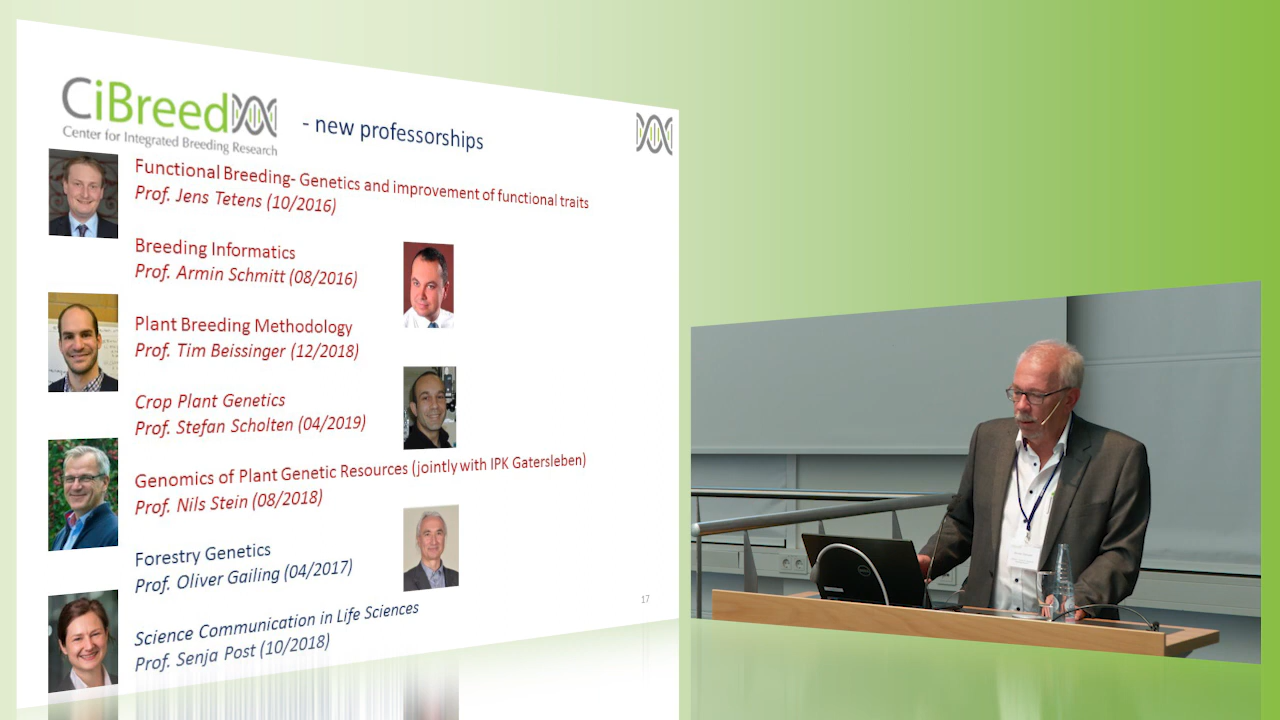 CiBreed
Center for Integrated Breeding Research
- new professorships
Functional Breeding- Genetics and improvement of functional traits
Prof. Jens Tetens (10/2016)
Breeding Informatics
Prof. Armin Schmitt (08/2016)
Plant Breeding Methodology
Prof. Tim Beissinger (12/2018)
Crop Plant Genetics
Prof. Stefan Scholten (04/2019)
Genomics of Plant Genetic Resources (jointly with IPK Gatersleben)
Prof. Nils Stein (08/2018)
Forestry Genetics
Prof. Oliver Gailing (04/2017)
Science Communication in Life Sciences
Prof. Senja Post (10/2018)
17
DELL